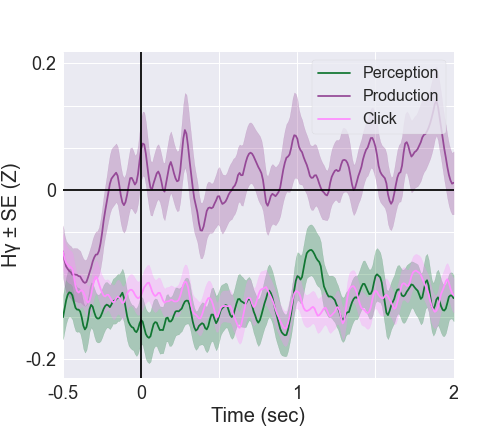 0.2
0
-0.2
Hγ ± SE (Z)
Perception
Production
Click
-0.5
0
1
2
Time (sec)